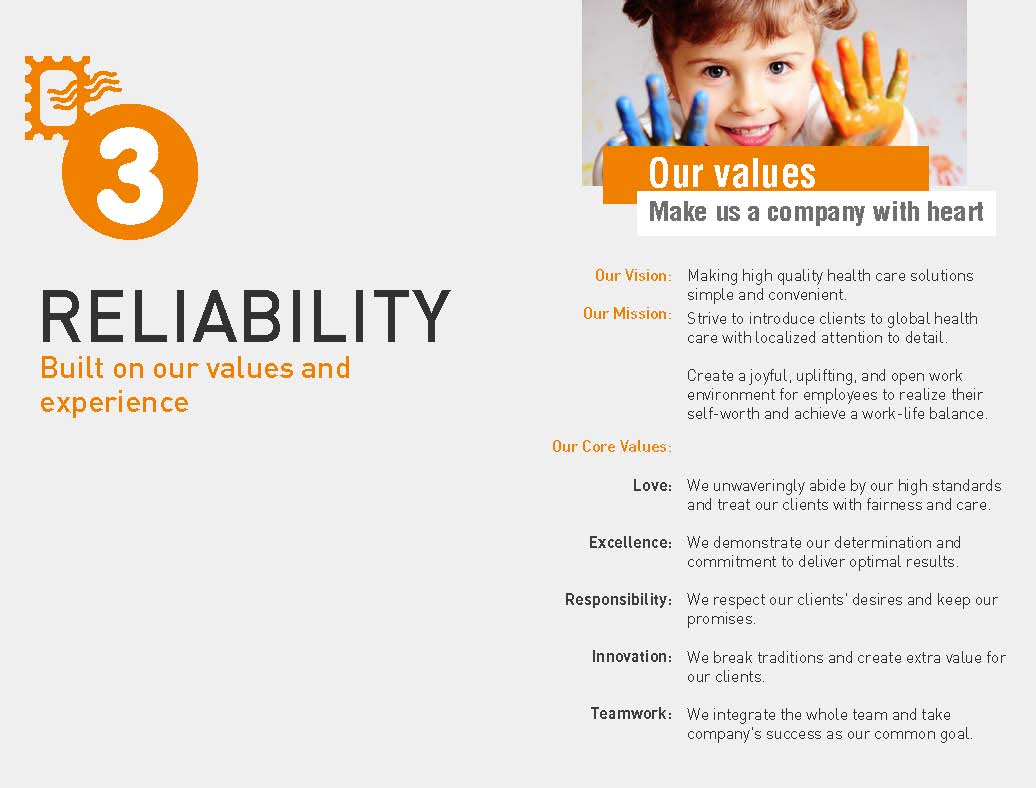 3
RELIABILITY
Built on our values and
experience
Our values
Make us a company with heart
Our Vision: Making high quality health care solutions
simple and convenient.
Our Mission: Strive to introduce clients to global health
care with localized attention to detail.
Create a joyful, uplifting, and open work
environment for employees to realize their
self-worth and achieve a work-life balance.
Our Core Values:
Love: We unwaveringly abide by our high standards
and treat our clients with fairness and care.
Excellence: We demonstrate our determination and
commitment to deliver optimal results.
Responsibility: We respect our clients' desires and keep our
promises.
Innovation: We break traditions and create extra value for
our clients.
Teamwork: We integrate the whole team and take
company's success as our common goal.